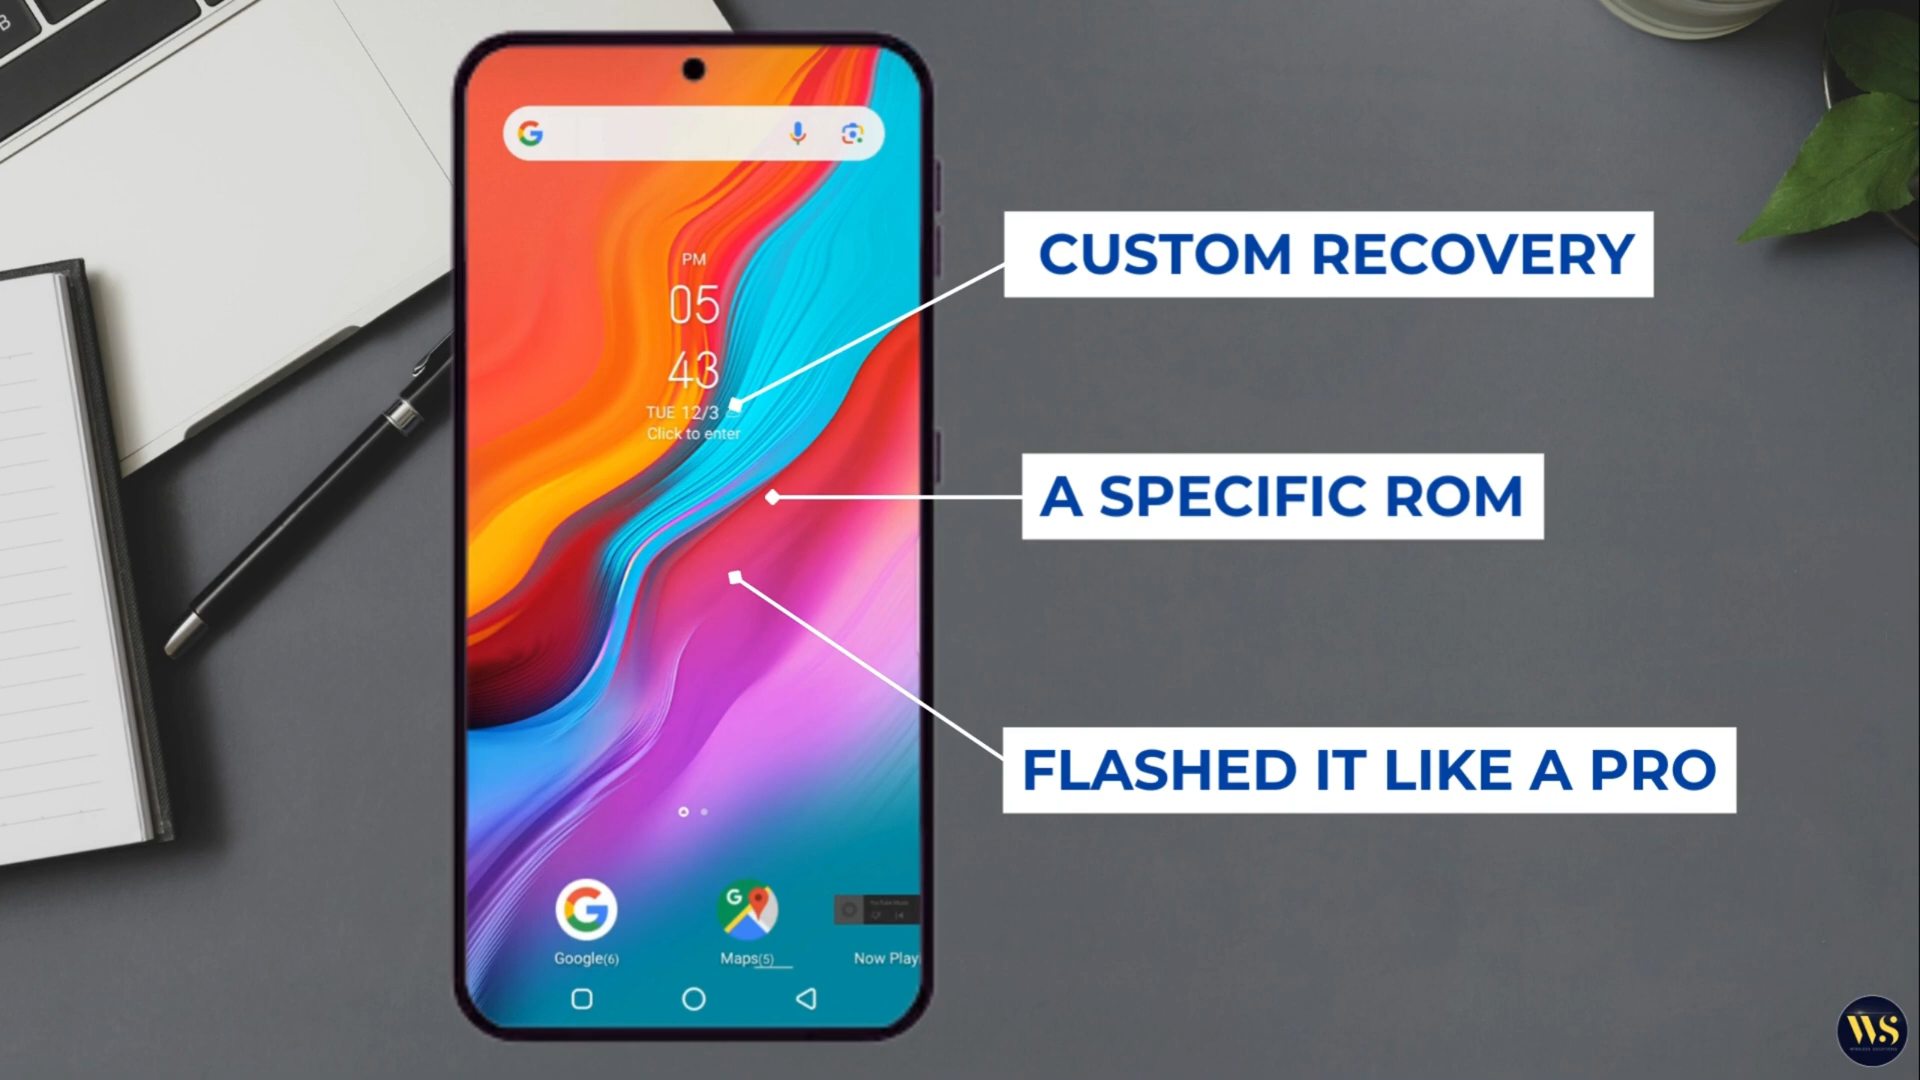 PM
05
43
TUE 12/3
Click to enter
CUSTOM RECOVERY
A SPECIFIC ROM
FLASHED IT LIKE A PRO
Google(6)
Maps(5)
Now Play
WS